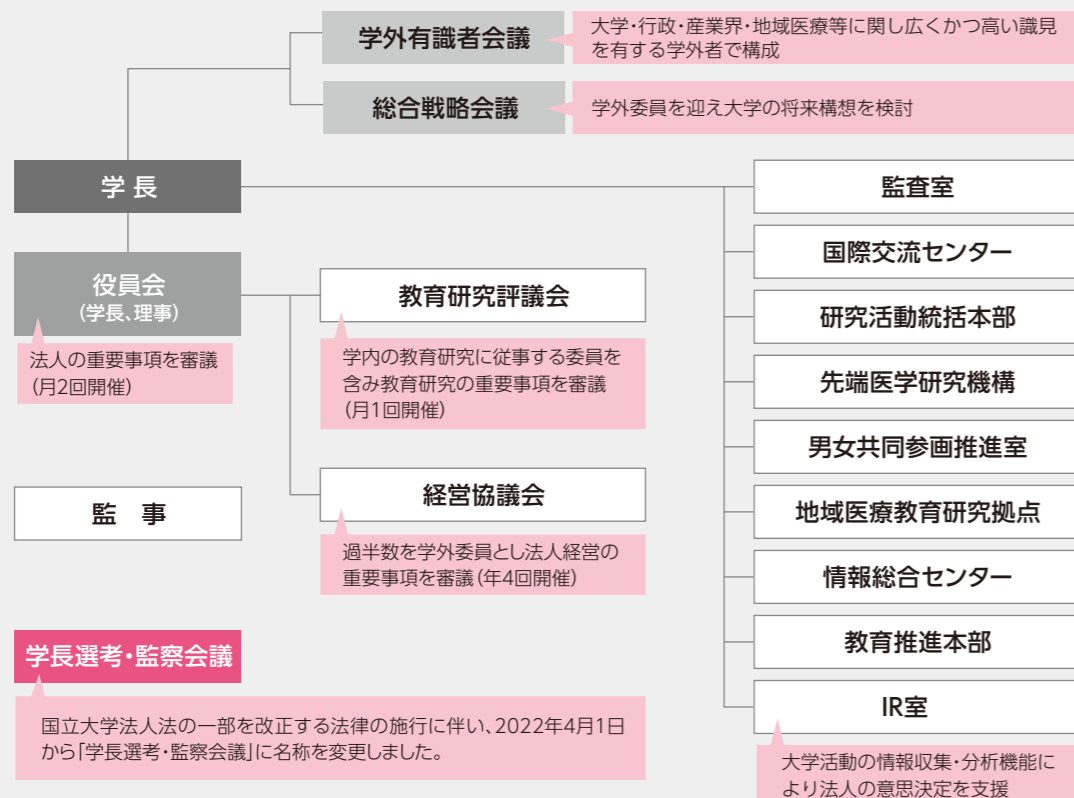 学外有識者会議
大学・行政・産業界・地域医療等に関し広くかつ高い識見
を有する学外者で構成
総合戦略会議
学外委員を迎え大学の将来構想を検討
学 長
役員会
(学長、理事)
法人の重要事項を審議
(月2回開催)
教育研究評議会
学内の教育研究に従事する委員を
含み教育研究の重要事項を審議
(月1回開催)
経営協議会
過半数を学外委員とし法人経営の
重要事項を審議(年4回開催)
監 事
学長選考・監察会議
国立大学法人法の一部を改正する法律の施行に伴い、2022年4月1日
から「学長選考・監察会議」に名称を変更しました。
監査室
国際交流センター
研究活動統括本部
先端医学研究機構
男女共同参画推進室
地域医療教育研究拠点
情報総合センター
教育推進本部
IR室
大学活動の情報収集・分析機能に
より法人の意思決定を支援